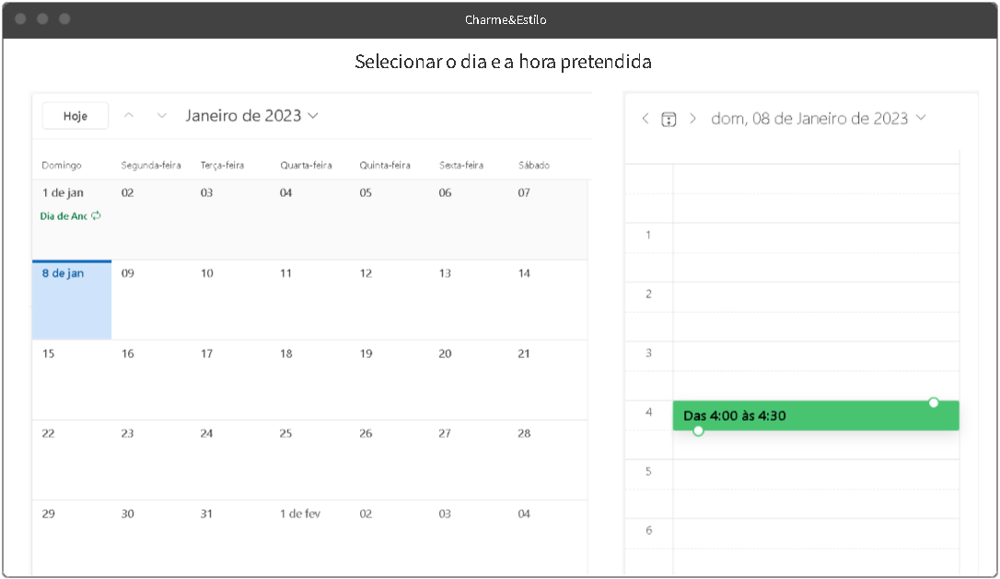 Charme&Estilo
Selecionar o dia e a hora pretendida
Hoje
Janeiro de 2023
Domingo Segunda-feira Terça-feira Quarta-feira Quinta-feira Sexta-feira Sábado
1 de jan 02 03 04 05 06 07
Dia de Anc
8 de jan 09 10 11 12 13 14
15 16 17 18 19 20 21
22 23 24 25 26 27 28
29 30 31 1 de fev 02 03 04
dom, 08 de Janeiro de 2023
1
2
3
4
Das 4:00 às 4:30
5
6